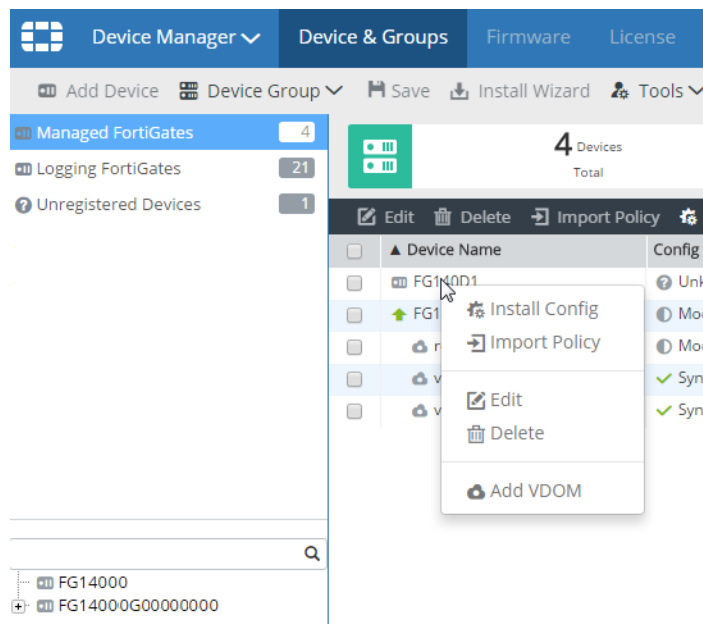 Device Manager Device & Groups Firmware License
Add Device Device Group Save Install Wizard Tools
Managed FortiGates 4
Logging FortiGates 21
Unregistered Devices 1
4 Devices
Total
Edit Delete Import Policy
Device Name Config
FG140D1 Unk
FG1 Mod
r Mod
v Syn
v Syn
Install Config
Import Policy
Edit
Delete
Add VDOM
FG14000
FG14000G00000000